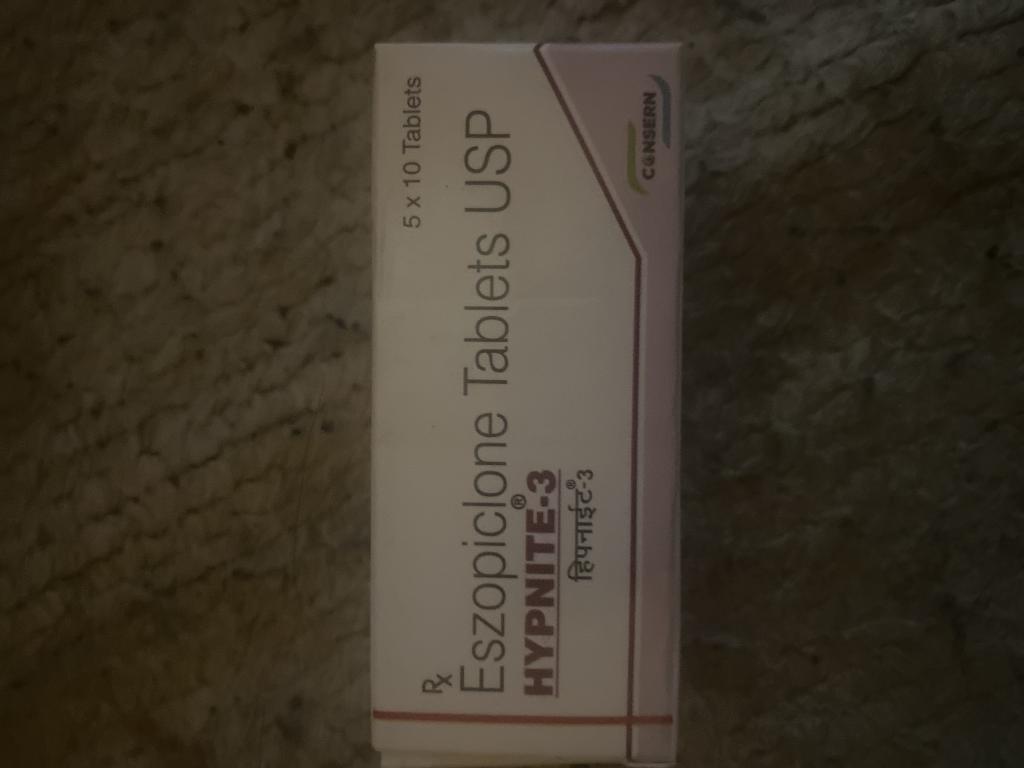 5 x 10 Tablets
Rx
Eszopiclone Tablets USP
HYPNITE®-3
हिपनाईट®-3
CONSERN